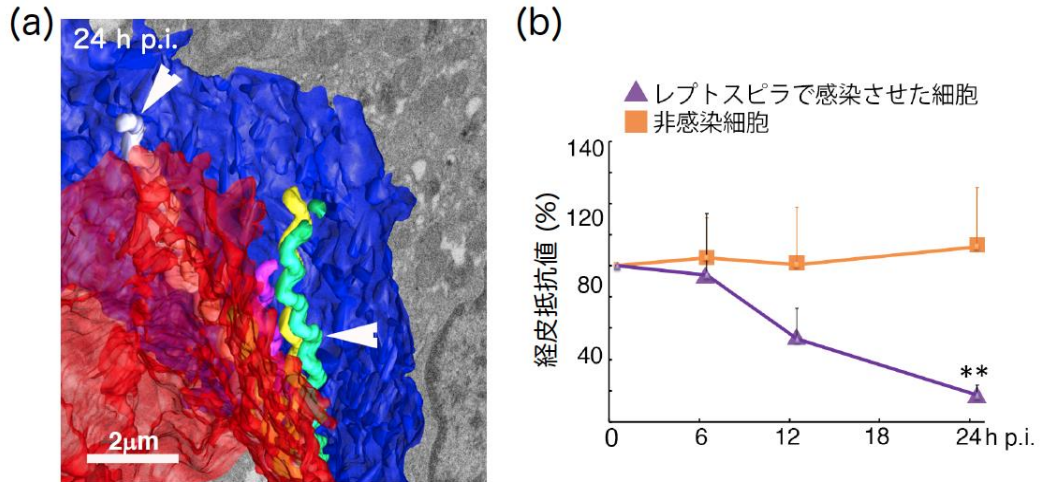 (a)
24 h p.i.
2μm
(b)
レプトスピラで感染させた細胞
非感染細胞
経皮抵抗値 (%)
140
120
80
40
**
0 6 12 18 24h p.i.